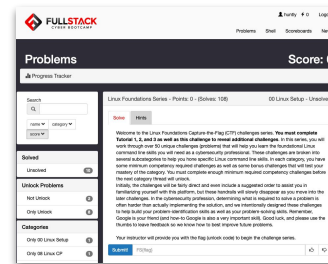 FULLSTACK
CYBER BOOTCAMP
huntly 0 Logo
Problems Shell Scoreboards Ne
Problems
Score:
Progress Tracker
Search
name category
score
Solved
Unsolved
Unlock Problems
Not Unlock
Only Unlock
Categories
Only 00 Linux Setup
Only 08 Linux CP
Linux Foundations Series - Points: 0 - (Solves: 108)
00 Linux Setup - Unsolve
Solve Hints
Welcome to the Linux Foundations Capture-the-Flag (CTF) challenges series. You must complete
Tutorial 1, 2, and 3 as well as this challenge to reveal additional challenges. In this series, you will
work through over 50 unique challenges (problems) that will help you learn the foundational Linux
command line skills you will need as a cybersecurity professional. These challenges are broken into
several subcategories to help you hone specific Linux command line skills. In each category, you have
some minimum competency required challenges as well as some bonus challenges that will test your
mastery of the category. You must complete enough minimum required competency challenges before
the next category thread will unlock.
Initially, the challenges will be fairly direct and even include a suggested order to assist you in
familiarizing yourself with this platform, but those handrails will slowly disappear as you move into the
later challenges. In the cybersecurity profession, determining what is required to solve a problem is
often harder than actually implementing the solution, and we intentionally designed these challenges
to help build your problem-identification skills as well as your problem-solving skills. Remember,
Google is your friend (and how-to Google is also a very important skill). Good luck, and please use the
thumbs to leave feedback so we know how to best improve future problems.
Your instructor will provide you with the flag (unlock code) to begin the challenge series.
Submit FS{flag}